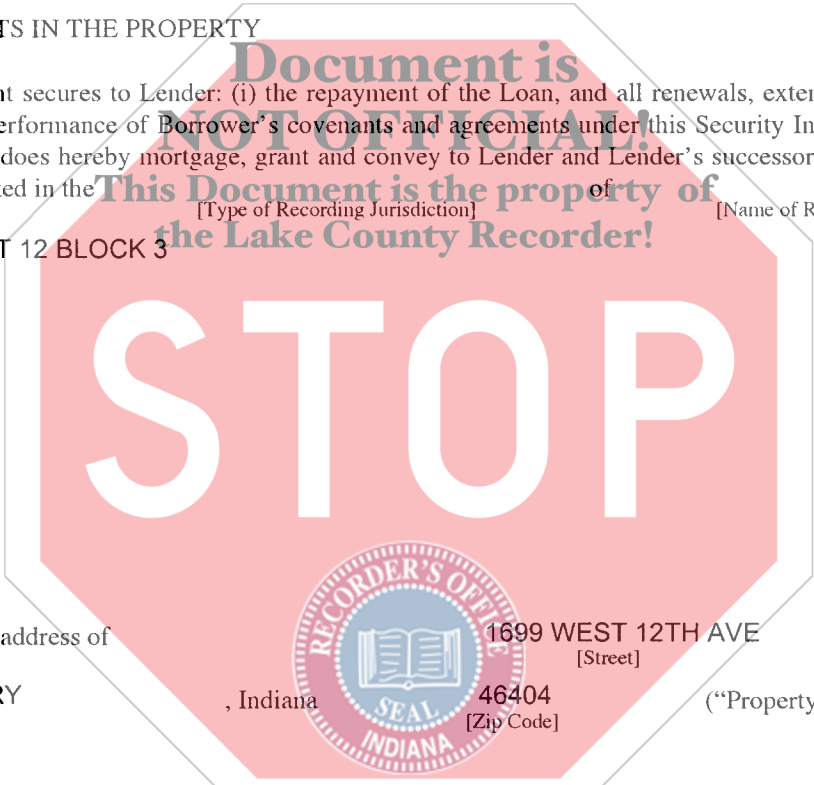 TS IN THE PROPERTY
Document is
nt secures to Lender: (i) the repayment of the Loan, and all renewals, exten
erformance of Borrower's covenants and agreements under this Security In
NOT OFFICIAL!
does hereby mortgage, grant and convey to Lender and Lender's successor
ted in the of
This Document is the property of
[Type of Recording Jurisdiction] [Name of R
the Lake County Recorder!
T 12 BLOCK 3
STOP
RECORDER'S OFFICE
address of 1699 WEST 12TH AVE
[Street]
RY , Indiana 46404 ("Property
SEAL
[Zip Code]
INDIANA